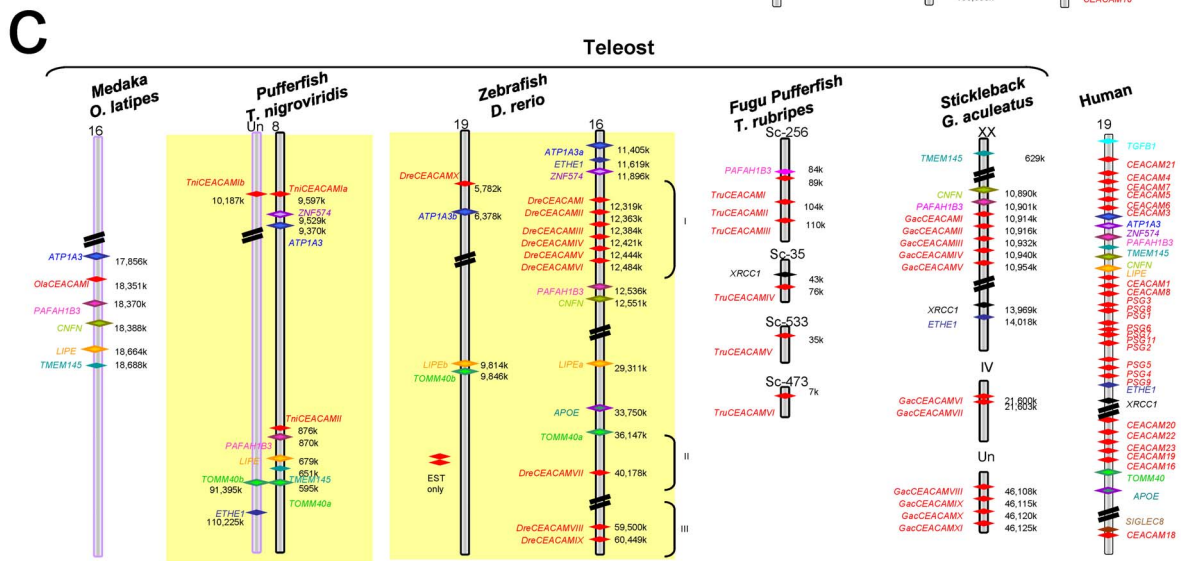 C
CEACAM18
Teleost
Medaka
O. latipes
Pufferfish
T. nigroviridis
Zebrafish
D. rerio
Fugu Pufferfish
T. rubripes
Stickleback
G. aculeatus
Human
16
ATP1A3 17,856k
OlaCEACAMI 18,351k
PAFAH1B3 18,370k
CNFN 18,388k
LIPE 18,664k
TMEM145 18,688k
Un 8
TniCEACAMIb
10,187k
TniCEACAMIa
9,597k
ZNF574
9,529k
9,370k
ATP1A3
TniCEACAMII
876k
PAFAH1B3 870k
LIPE 679k
651k
TOMM40b TMEM145
91,395k 595k
TOMM40a
ETHE1
110,225k
19
DreCEACAMX
5,782k
ATP1A3b 6,378k
LIPEb 9,814k
TOMM40b 9,846k
EST
only
16
ATP1A3a 11,405k
ETHE1 11,619k
ZNF574 11,896k
DreCEACAMI 12,319k
DreCEACAMII 12,363k
DreCEACAMIII 12,384k
DreCEACAMIV 12,421k
DreCEACAMV 12,444k
DreCEACAMVI 12,484k
I
PAFAH1B3 12,536k
CNFN 12,551k
LIPEa 29,311k
APOE 33,750k
TOMM40a 36,147k
II
DreCEACAMVII 40,178k
DreCEACAMVIII 59,500k
III
DreCEACAMIX 60,449k
Sc-256
PAFAH1B3 84k
89k
TruCEACAMI
104k
TruCEACAMII
110k
TruCEACAMIII
Sc-35
XRCC1
43k
TruCEACAMIV 76k
Sc-533
35k
TruCEACAMV
Sc-473
7k
TruCEACAMVI
XX
TMEM145 629k
CNFN 10,890k
PAFAH1B3 10,901k
GacCEACAMI 10,914k
GacCEACAMII 10,916k
GacCEACAMIII 10,932k
GacCEACAMIV 10,940k
GacCEACAMV 10,954k
XRCC1 13,969k
ETHE1 14,018k
IV
GacCEACAMVI 21,600k
GacCEACAMVII 21,603k
Un
GacCEACAMVIII 46,108k
GacCEACAMIX 46,115k
GacCEACAMX 46,120k
GacCEACAMXI 46,125k
19
TGFB1
CEACAM21
CEACAM4
CEACAM7
CEACAM5
CEACAM6
CEACAM3
ATP1A3
ZNF574
PAFAH1B3
TMEM145
CNFN
LIPE
CEACAM1
CEACAM8
PSG3
PSG8
PSG1
PSG6
PSG7
PSG11
PSG2
PSG5
PSG4
PSG9
ETHE1
XRCC1
CEACAM20
CEACAM22
CEACAM23
CEACAM19
CEACAM16
TOMM40
APOE
SIGLEC8
CEACAM18